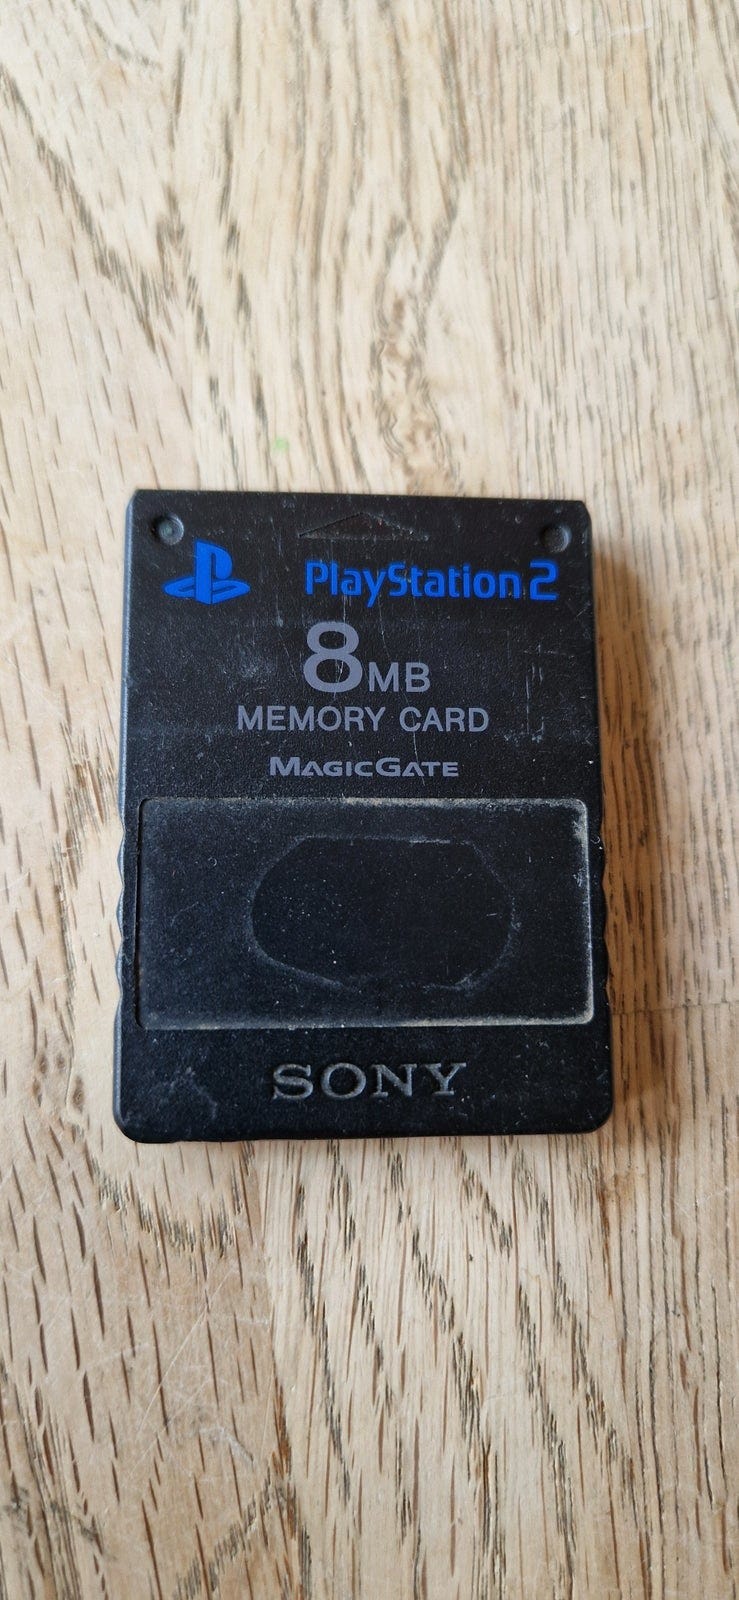 PlayStation 2
8MB
MEMORY CARD
MAGICGATE
SONY